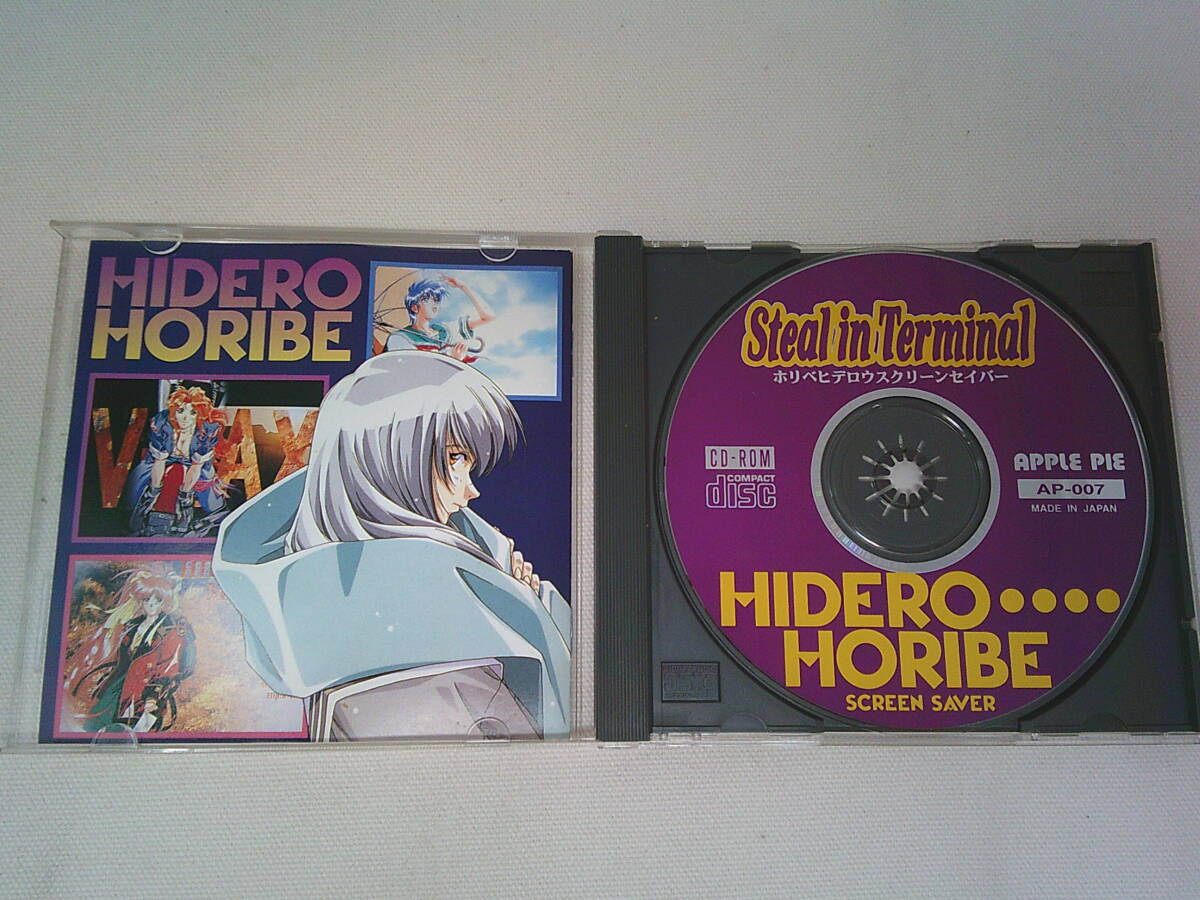 HIDERO
HORIBE
Steal in Terminal
ホリベヒデロウスクリーンセイバー
CD-ROM
COMPACT
disc
APPLE PIE
AP-007
MADE IN JAPAN
HIDERO••••
HORIBE
SCREEN SAVER